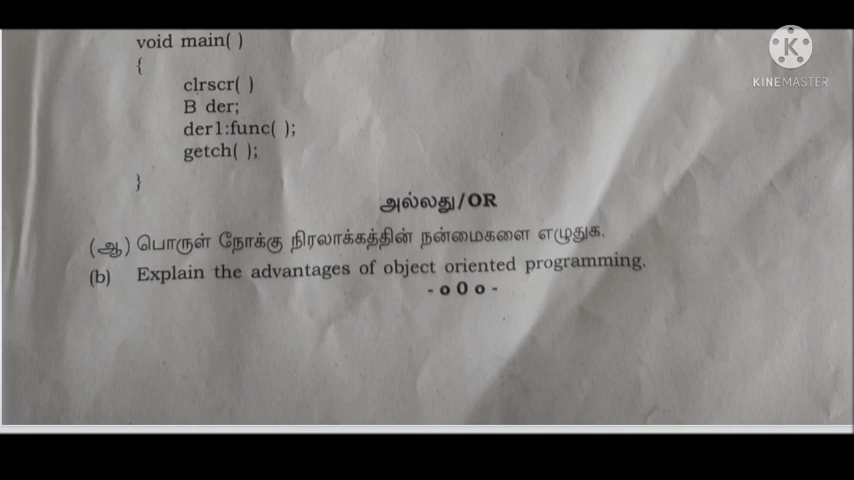 void main( )
{
clrscr( )
B der;
der1:func( );
getch( );
}
அல்லது/OR
(ஆ) பொருள் நோக்கு நிரலாக்கத்தின் நன்மைகளை எழுதுக.
(b) Explain the advantages of object oriented programming.
- o 0 o -
KINEMASTER